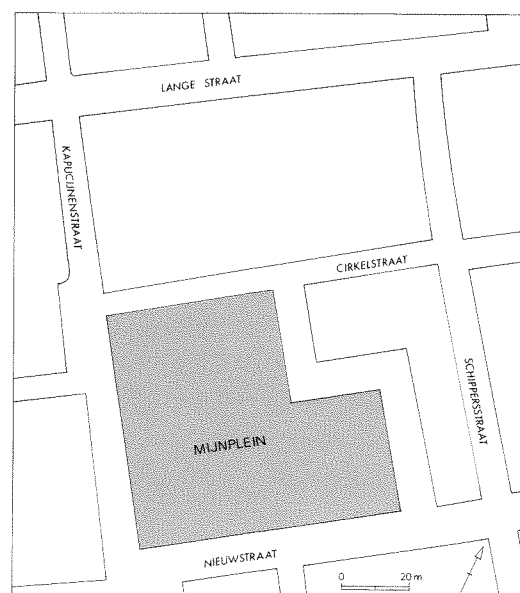 LANGE STRAAT
KAPUCIJNENSTRAAT
CIRKELSTRAAT
SCHIPPERSSTRAAT
MIJNPLEIN
NIEUWSTRAAT
0 20 m